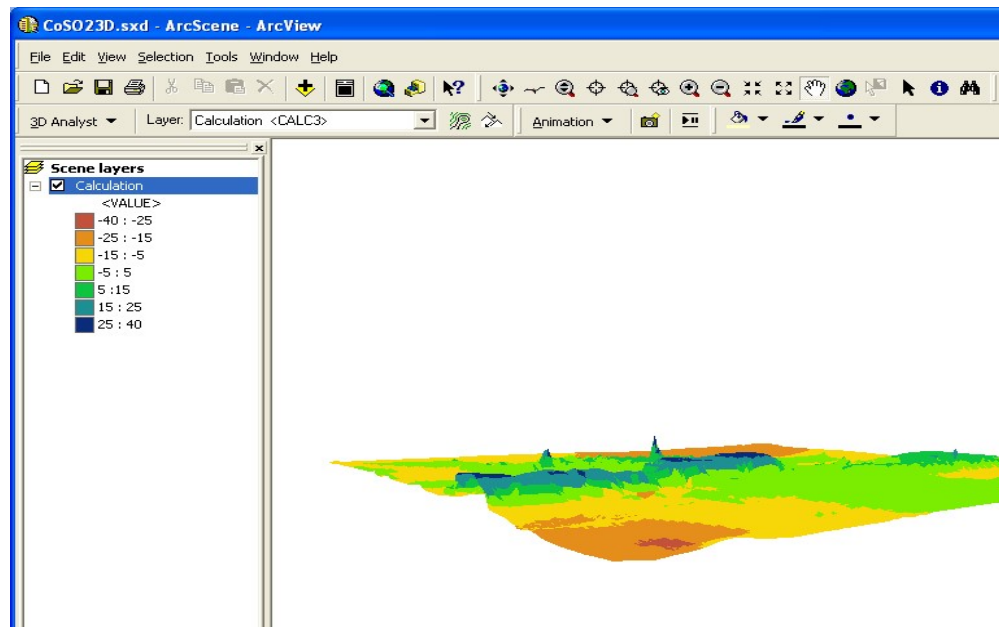 CoSO23D.sxd - ArcScene - ArcView
File Edit View Selection Tools Window Help
3D Analyst Layer: Calculation <CALC3> Animation
Scene layers
Calculation
<VALUE>
-40 : -25
-25 : -15
-15 : -5
-5 : 5
5 :15
15 : 25
25 : 40